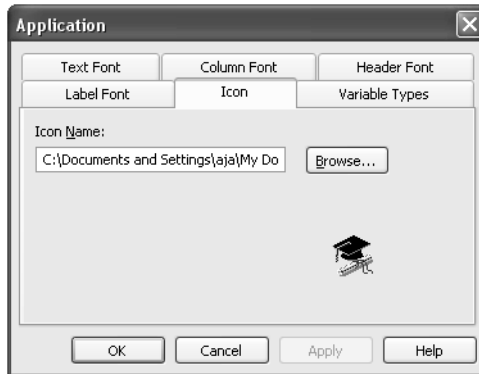 Application
Text Font Column Font Header Font
Label Font Icon Variable Types
Icon Name:
C:\Documents and Settings\aja\My Do Browse...
OK Cancel Apply Help